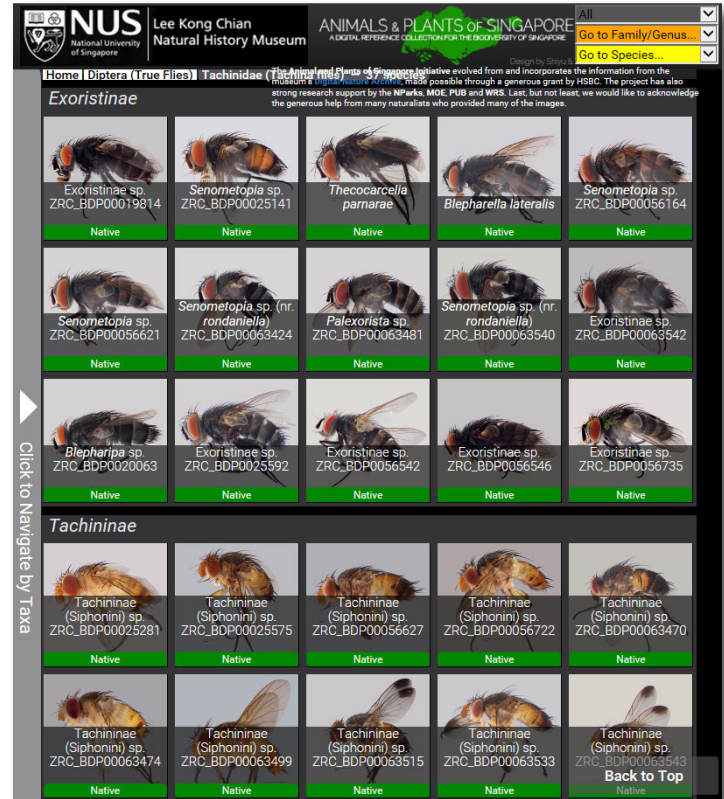 NUS
National University
of Singapore
Lee Kong Chian
Natural History Museum
ANIMALS & PLANTS OF SINGAPORE
A DIGITAL REFERENCE COLLECTION FOR THE BIODIVERSITY OF SINGAPORE
Design by Shiyu &
All
Go to Family/Genus...
Go to Species...
Home | Diptera (True Flies) | Tachinidae (Tachina flies) - 37 species
The Animals and Plants of Singapore Initiative evolved from and incorporates the information from the
museum's Digital Nature Archive, made possible through a generous grant by HSBC. The project has also
strong research support by the NParks, MOE, PUB and WRS. Last, but not least, we would like to acknowledge
the generous help from many naturalists who provided many of the images.
Click to Navigate by Taxa
Exoristinae
Exoristinae sp.
ZRC_BDP00019814
Native
Senometopia sp.
ZRC_BDP00025141
Native
Thecocarcelia
parnarae
Native
Blepharella lateralis
Native
Senometopia sp.
ZRC_BDP00056164
Native
Senometopia sp.
ZRC_BDP00056621
Native
Senometopia sp. (nr.
rondaniella)
ZRC_BDP00063424
Native
Palexorista sp.
ZRC_BDP00063481
Native
Senometopia sp. (nr.
rondaniella)
ZRC_BDP00063540
Native
Exoristinae sp.
ZRC_BDP00063542
Native
Blepharipa sp.
ZRC_BDP0020063
Native
Exoristinae sp.
ZRC_BDP0025592
Native
Exoristinae sp.
ZRC_BDP0056542
Native
Exoristinae sp.
ZRC_BDP0056546
Native
Exoristinae sp.
ZRC_BDP0056735
Native
Tachininae
Tachininae
(Siphonini) sp.
ZRC_BDP00025281
Native
Tachininae
(Siphonini) sp.
ZRC_BDP00025575
Native
Tachininae
(Siphonini) sp.
ZRC_BDP00056627
Native
Tachininae
(Siphonini) sp.
ZRC_BDP00056722
Native
Tachininae
(Siphonini) sp.
ZRC_BDP00063470
Native
Tachininae
(Siphonini) sp.
ZRC_BDP00063474
Native
Tachininae
(Siphonini) sp.
ZRC_BDP00063499
Native
Tachininae
(Siphonini) sp.
ZRC_BDP00063515
Native
Tachininae
(Siphonini) sp.
ZRC_BDP00063533
Native
Tachininae
(Siphonini) sp.
ZRC_BDP00063543
Native
Back to Top